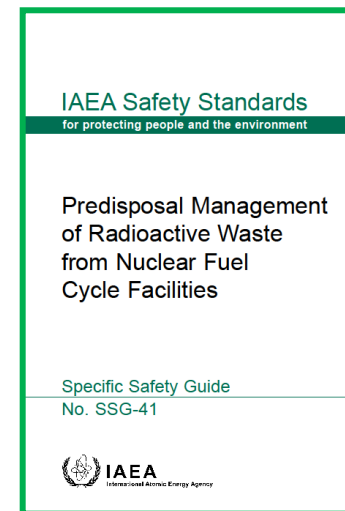 IAEA Safety Standards
for protecting people and the environment
Predisposal Management
of Radioactive Waste
from Nuclear Fuel
Cycle Facilities
Specific Safety Guide
No. SSG-41
IAEA
International Atomic Energy Agency